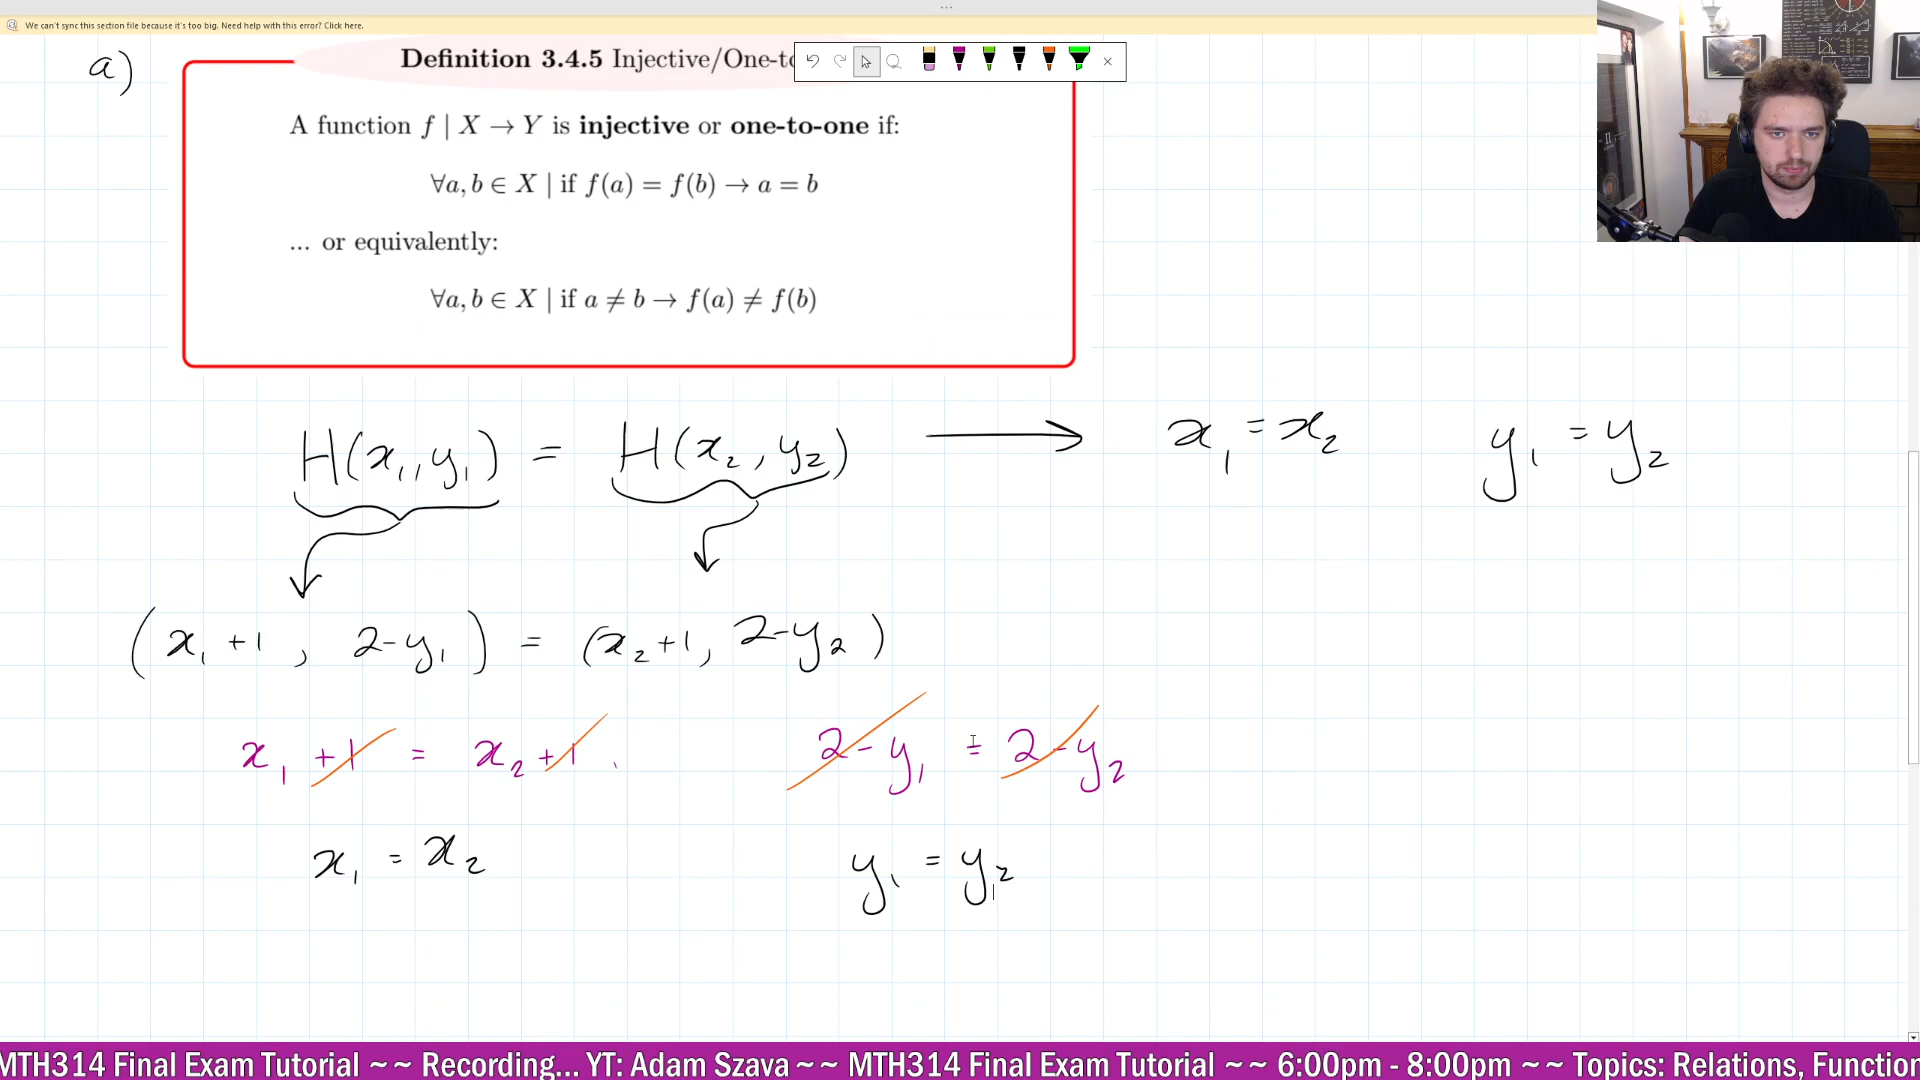 We can't sync this section file because it's too big. Need help with this error? Click here.
a)
Definition 3.4.5 Injective/One-to
A function f | X → Y is injective or one-to-one if:
∀a, b ∈ X | if f(a) = f(b) → a = b
... or equivalently:
∀a, b ∈ X | if a ≠ b → f(a) ≠ f(b)
H(x₁, y₁) = H(x₂, y₂) → x₁ = x₂ y₁ = y₂
(x₁ + 1, 2 - y₁) = (x₂ + 1, 2 - y₂)
x₁ + 1 = x₂ + 1 . 2 - y₁ = 2 - y₂
x₁ = x₂ y₁ = y₂
MTH314 Final Exam Tutorial ~~ Recording... YT: Adam Szava ~~ MTH314 Final Exam Tutorial ~~ 6:00pm - 8:00pm ~~ Topics: Relations, Function